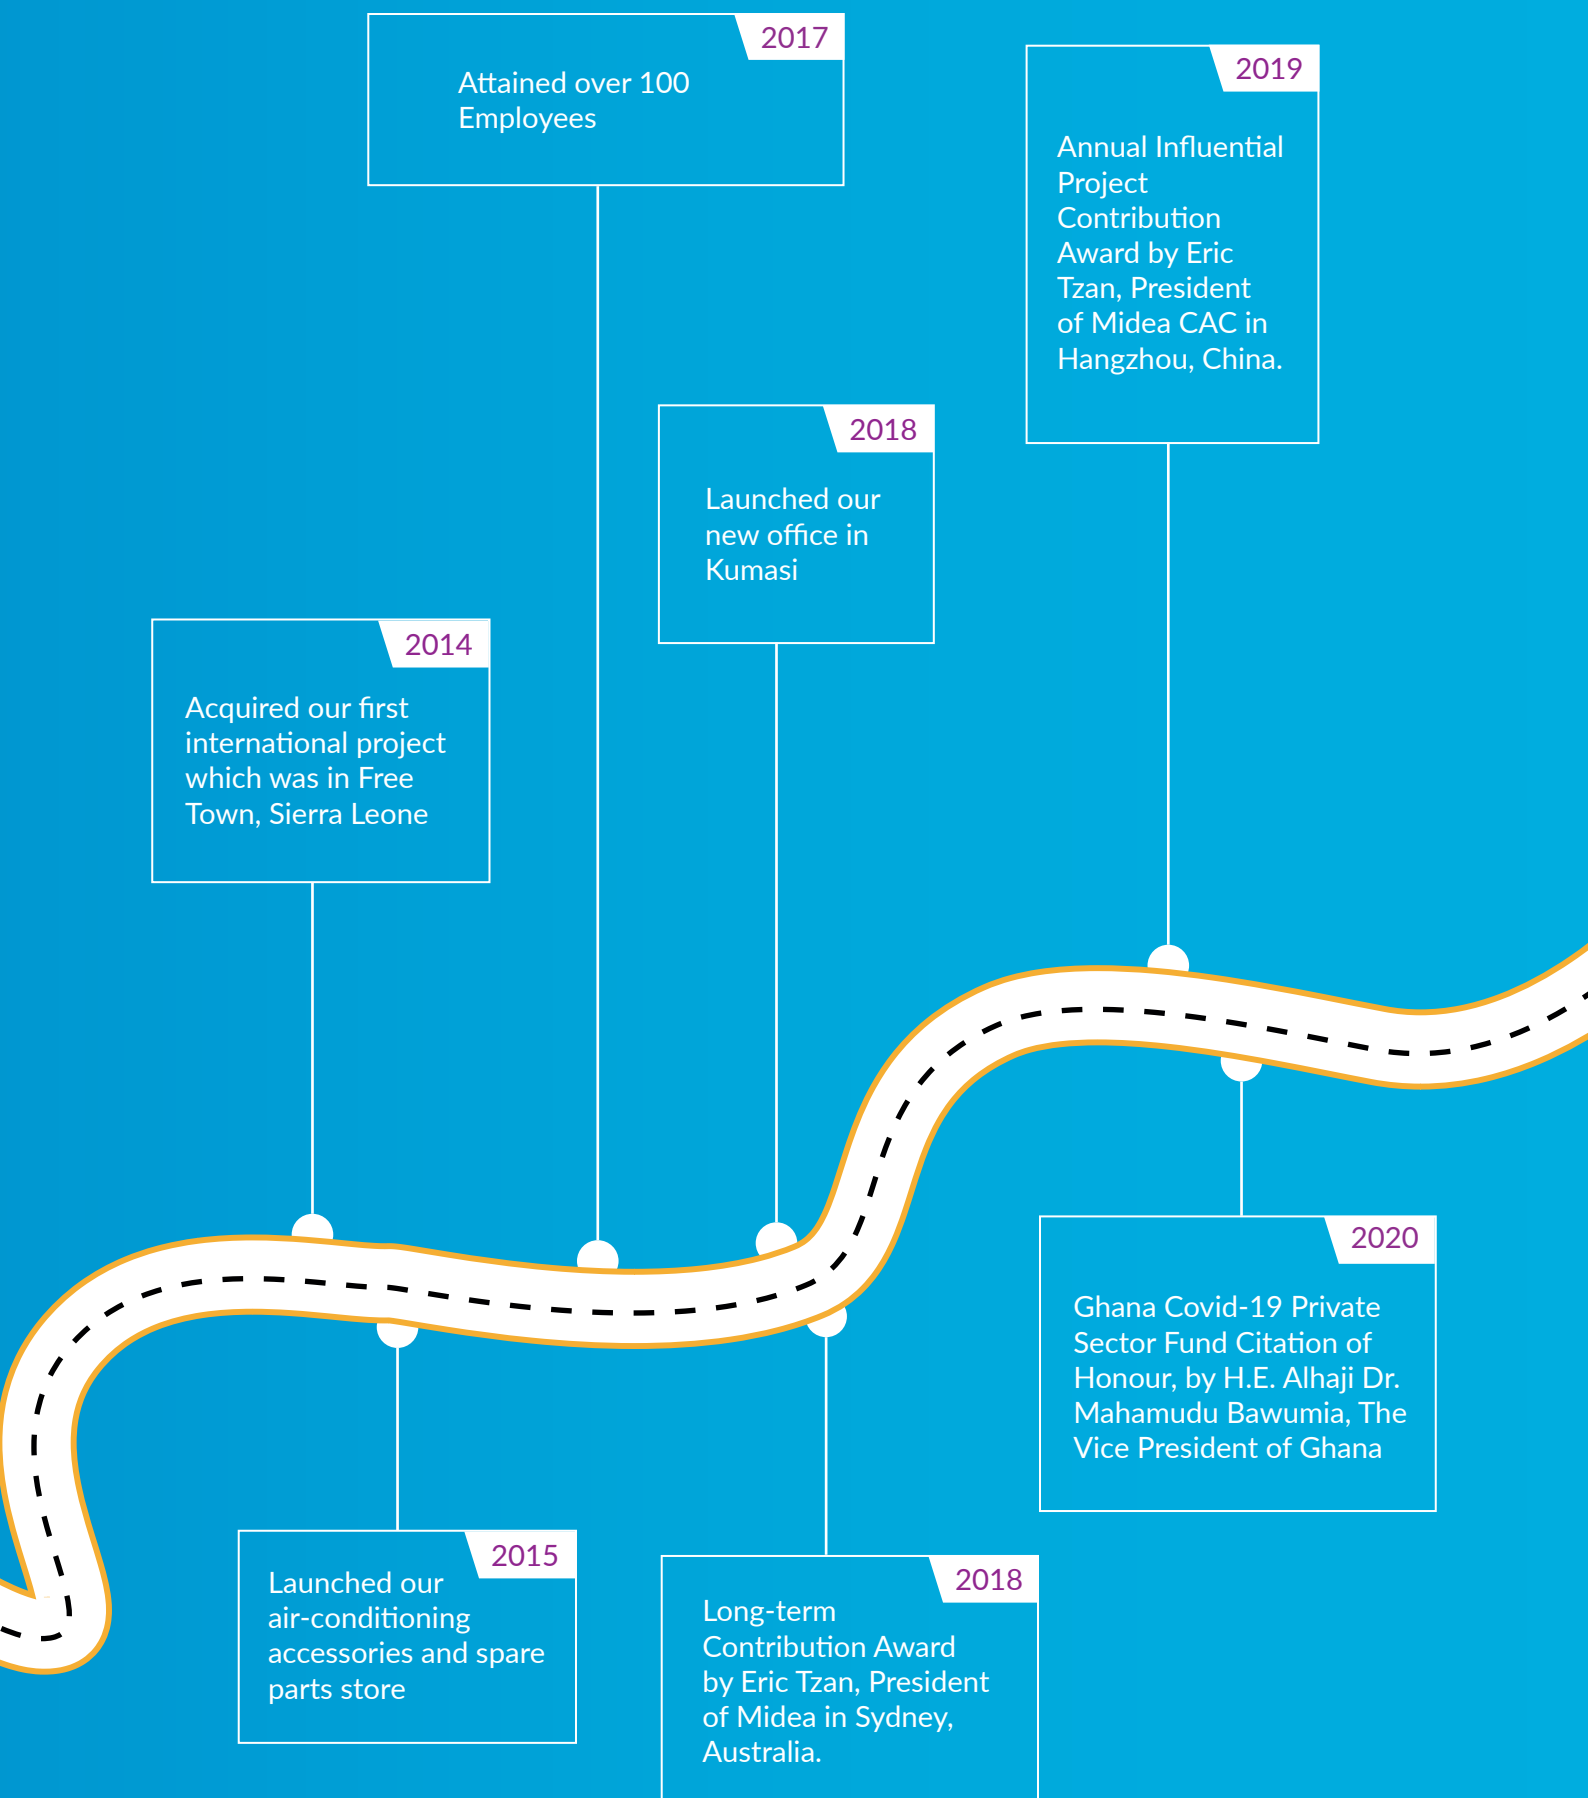 2017
Attained over 100
Employees
2019
Annual Influential
Project
Contribution
Award by Eric
Tzan, President
of Midea CAC in
Hangzhou, China.
2018
Launched our
new office in
Kumasi
2014
Acquired our first
international project
which was in Free
Town, Sierra Leone
2020
Ghana Covid-19 Private
Sector Fund Citation of
Honour, by H.E. Alhaji Dr.
Mahamudu Bawumia, The
Vice President of Ghana
2015
Launched our
air-conditioning
accessories and spare
parts store
2018
Long-term
Contribution Award
by Eric Tzan, President
of Midea in Sydney,
Australia.